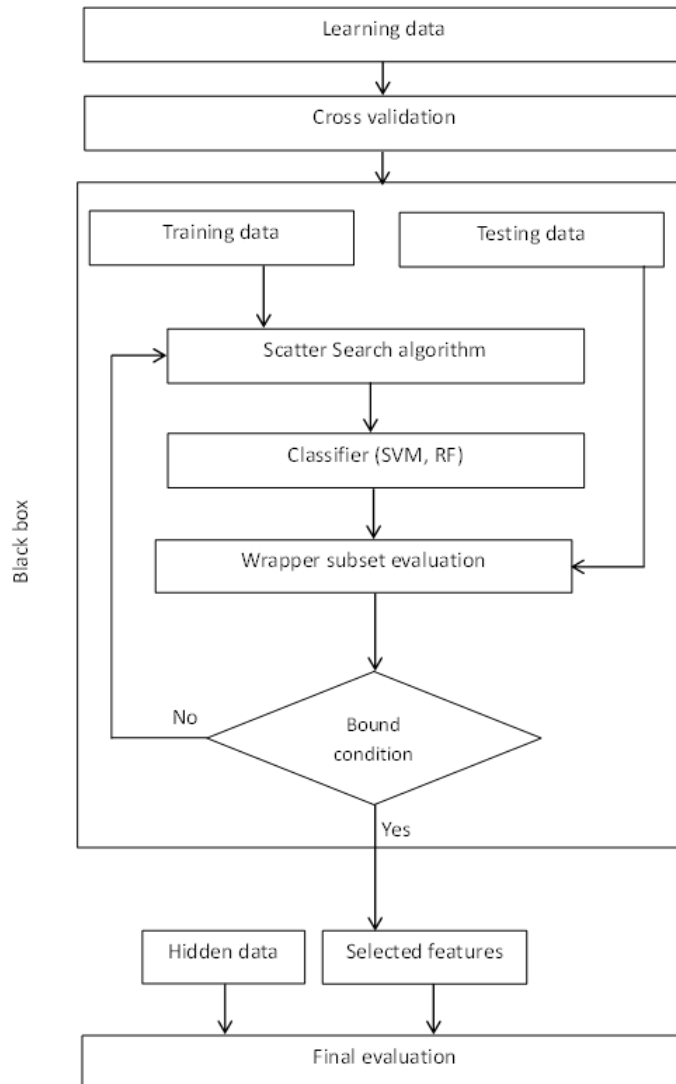 Learning data
Cross validation
Training data
Testing data
Scatter Search algorithm
Classifier (SVM, RF)
Wrapper subset evaluation
Black box
No
Bound
condition
Yes
Hidden data
Selected features
Final evaluation